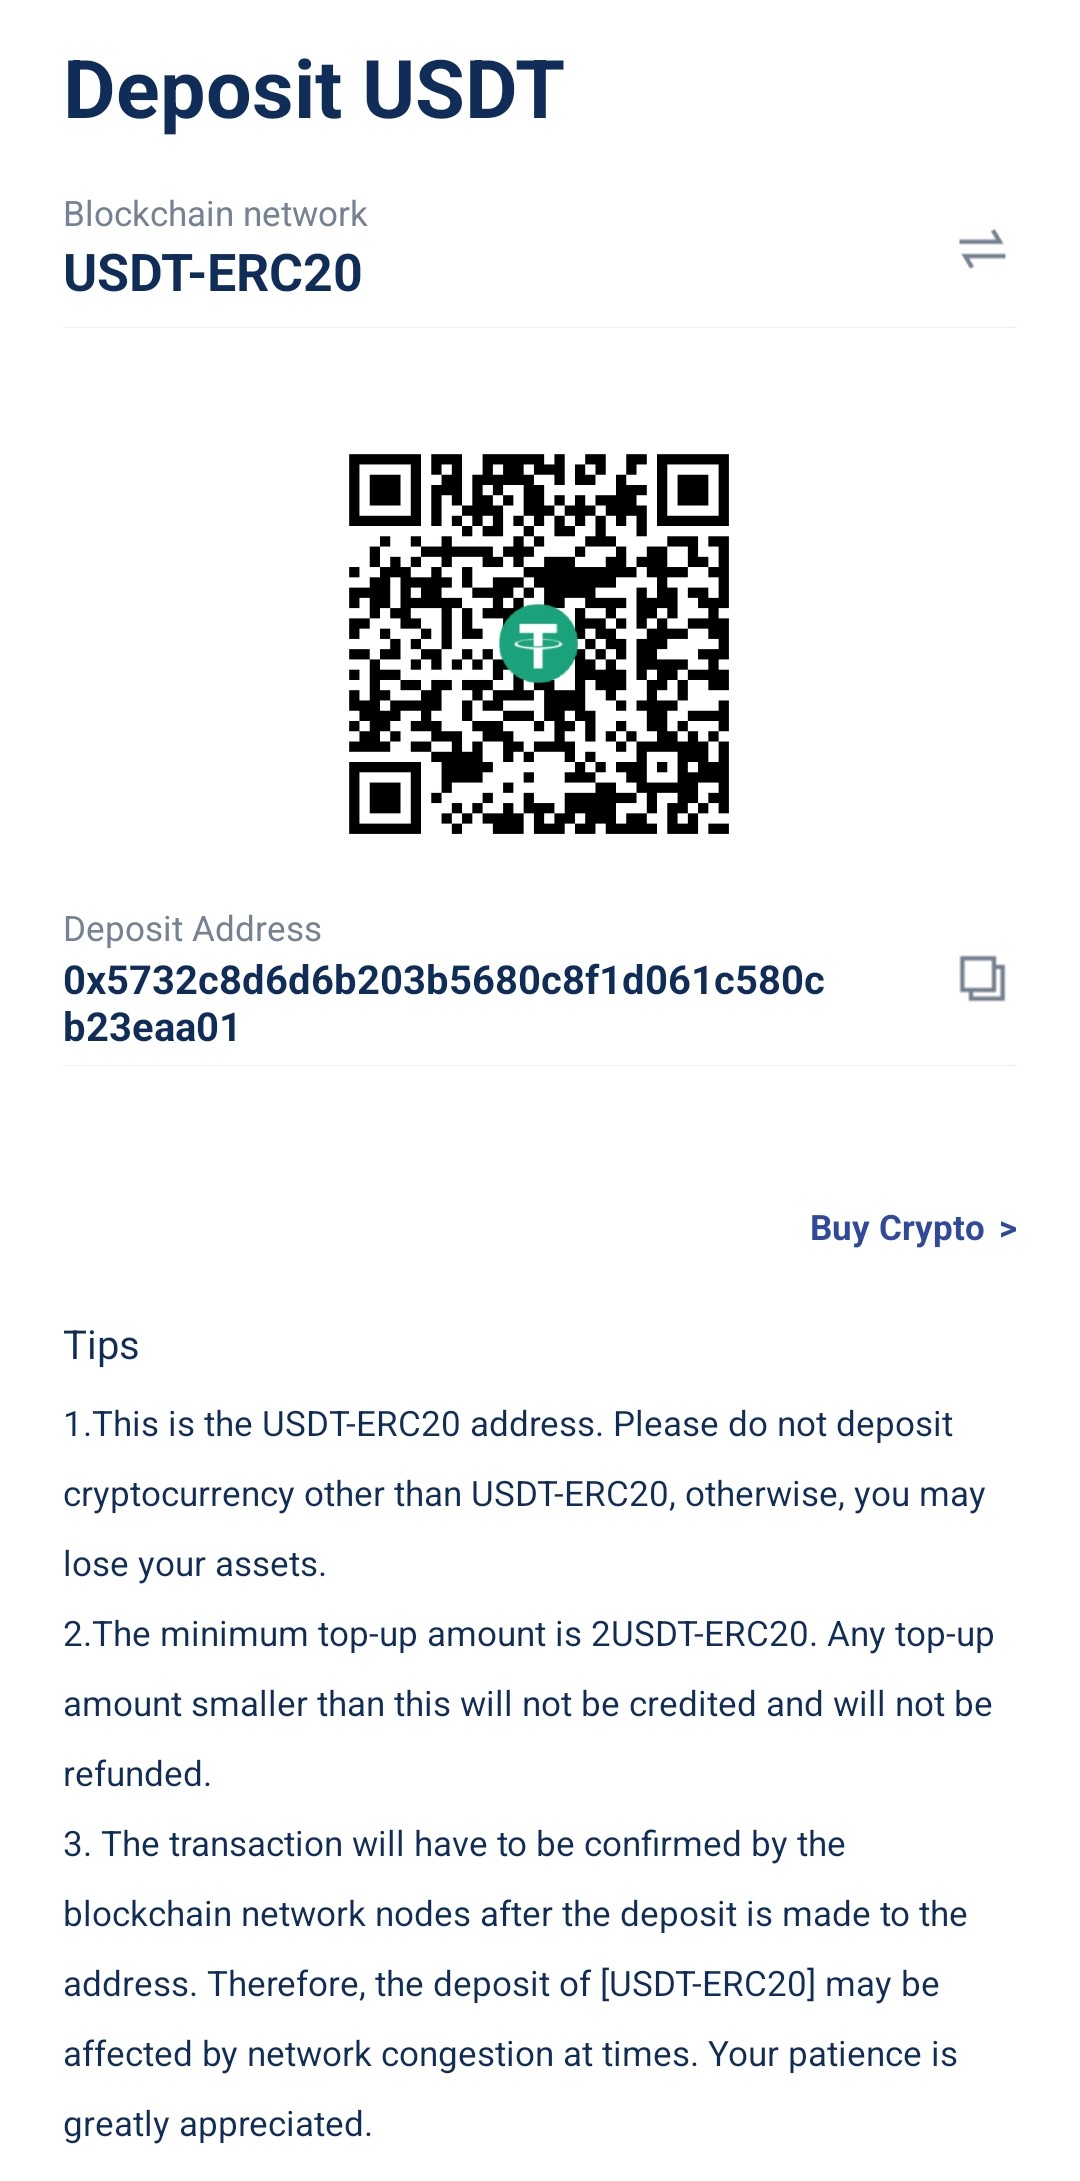 Deposit USDT
Blockchain network
USDT-ERC20
Deposit Address
0x5732c8d6d6b203b5680c8f1d061c580c
b23eaa01
Buy Crypto >
Tips
1.This is the USDT-ERC20 address. Please do not deposit
cryptocurrency other than USDT-ERC20, otherwise, you may
lose your assets.
2.The minimum top-up amount is 2USDT-ERC20. Any top-up
amount smaller than this will not be credited and will not be
refunded.
3. The transaction will have to be confirmed by the
blockchain network nodes after the deposit is made to the
address. Therefore, the deposit of [USDT-ERC20] may be
affected by network congestion at times. Your patience is
greatly appreciated.